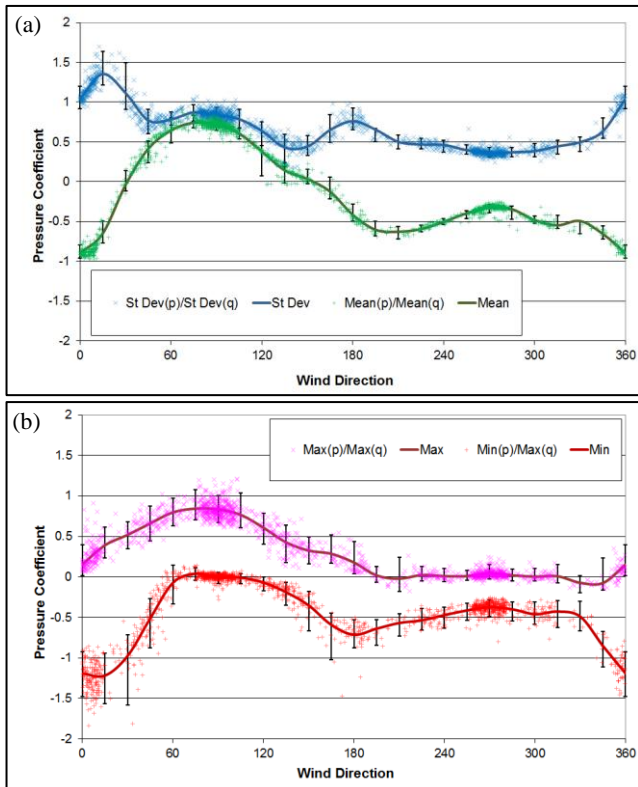 (a)
2
1.5
1
0.5
0
-0.5
-1
-1.5
-2
Pressure Coefficient
St Dev(p)/St Dev(q) St Dev Mean(p)/Mean(q) Mean
0 60 120 180 240 300 360
Wind Direction
(b)
2
1.5
1
0.5
0
-0.5
-1
-1.5
-2
Pressure Coefficient
Max(p)/Max(q) Max Min(p)/Max(q) Min
0 60 120 180 240 300 360
Wind Direction